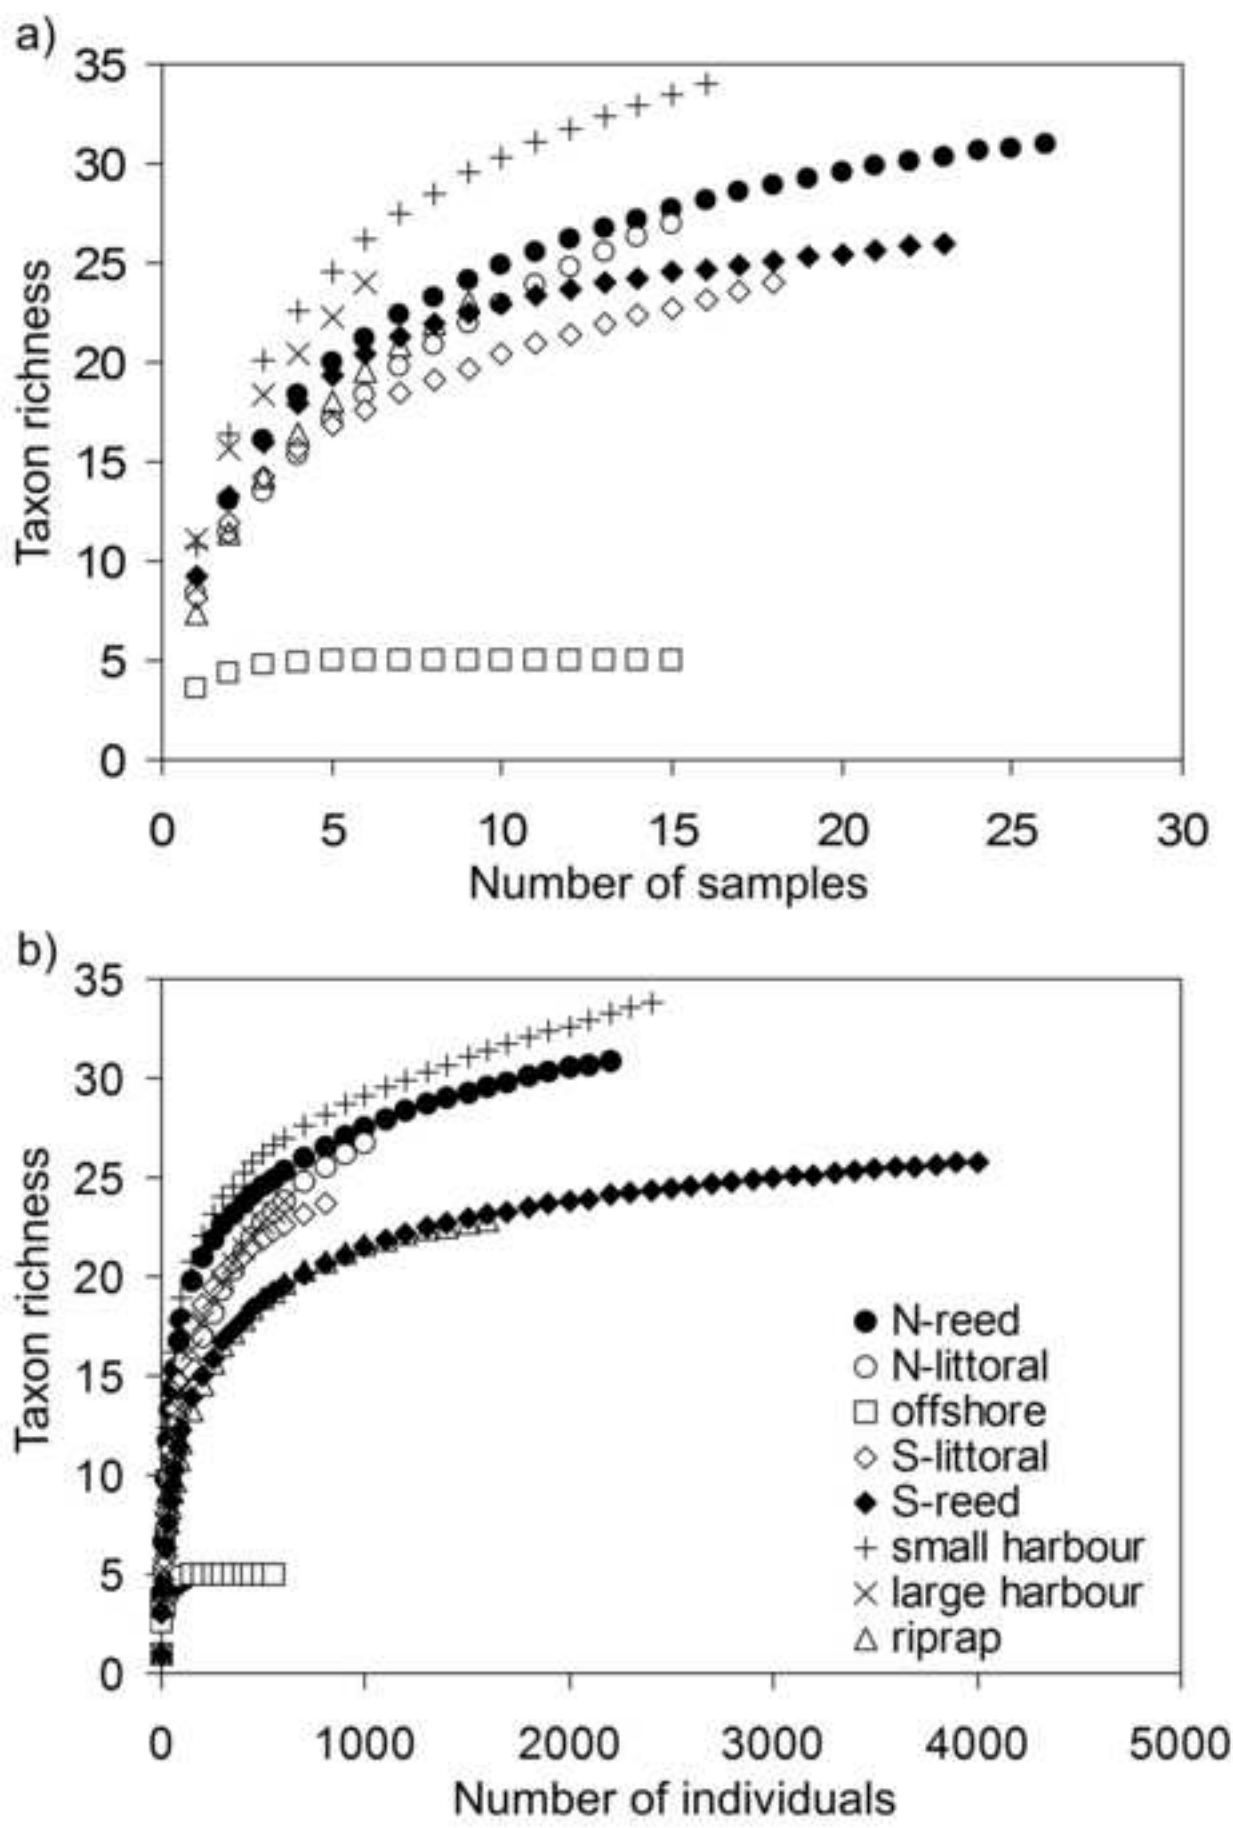 a)
35
30
25
20
15
10
5
0
Taxon richness
0 5 10 15 20 25 30
Number of samples
b)
35
30
25
20
15
10
5
0
Taxon richness
N-reed
N-littoral
offshore
S-littoral
S-reed
small harbour
large harbour
riprap
0 1000 2000 3000 4000 5000
Number of individuals